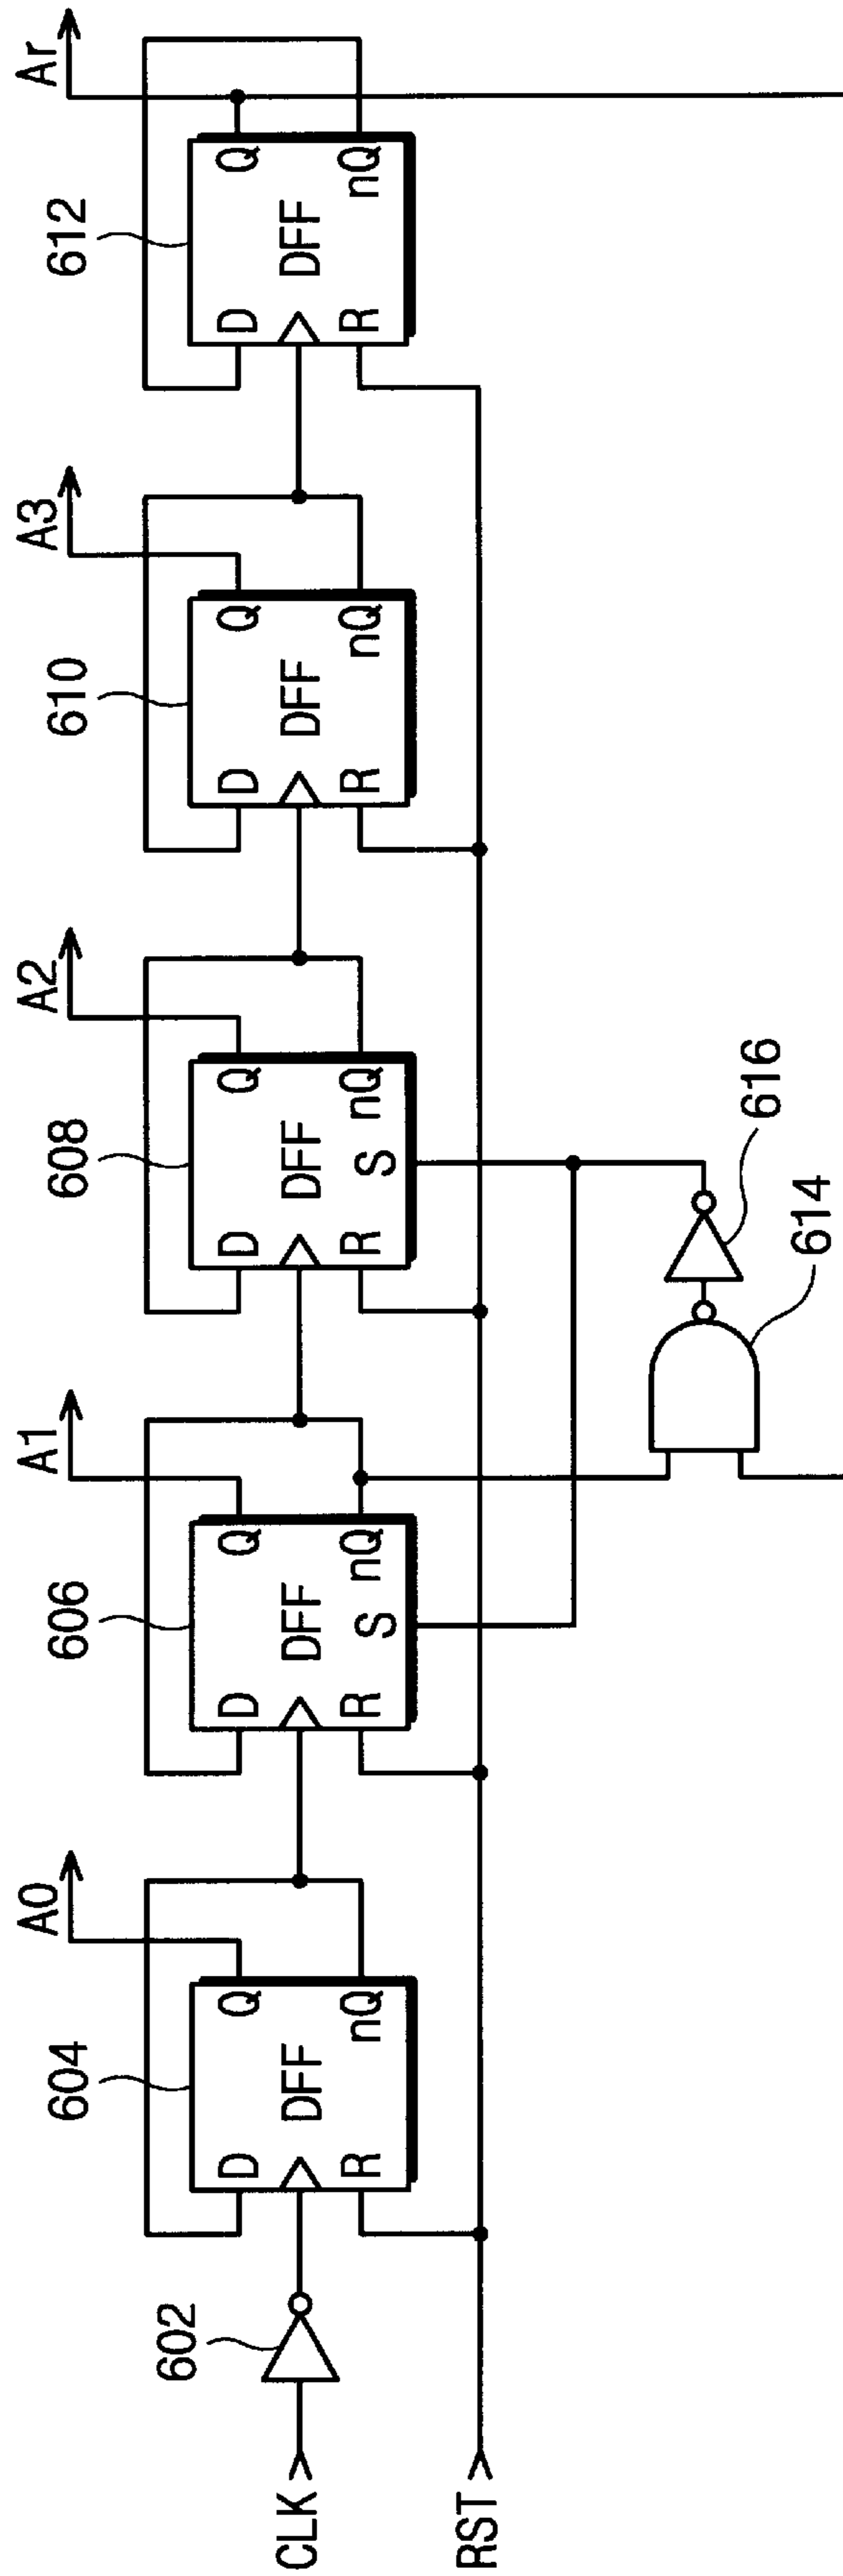 A0
A1
A2
A3
Ar
604
606
608
610
612
D
Q
DFF
R
nQ
D
Q
DFF
R
S
nQ
D
Q
DFF
R
S
nQ
D
Q
DFF
R
nQ
D
Q
DFF
R
nQ
602
CLK
RST
616
614